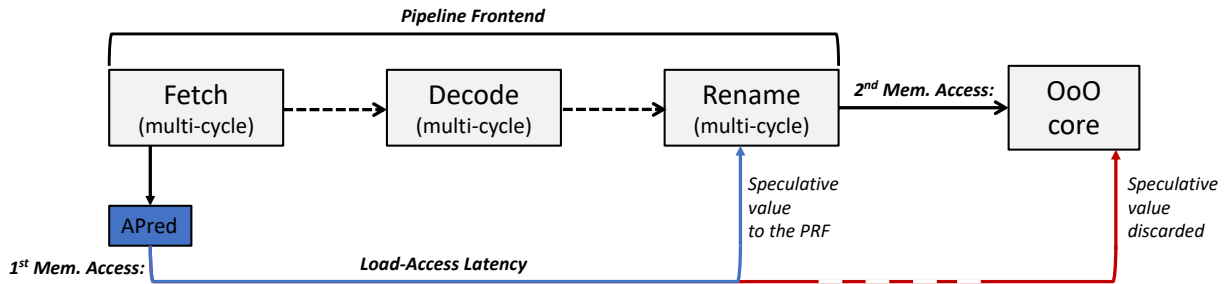 Pipeline Frontend
Fetch
(multi-cycle)
Decode
(multi-cycle)
Rename
(multi-cycle)
2nd Mem. Access:
OoO
core
APred
Speculative
value
to the PRF
Speculative
value
discarded
1st Mem. Access:
Load-Access Latency